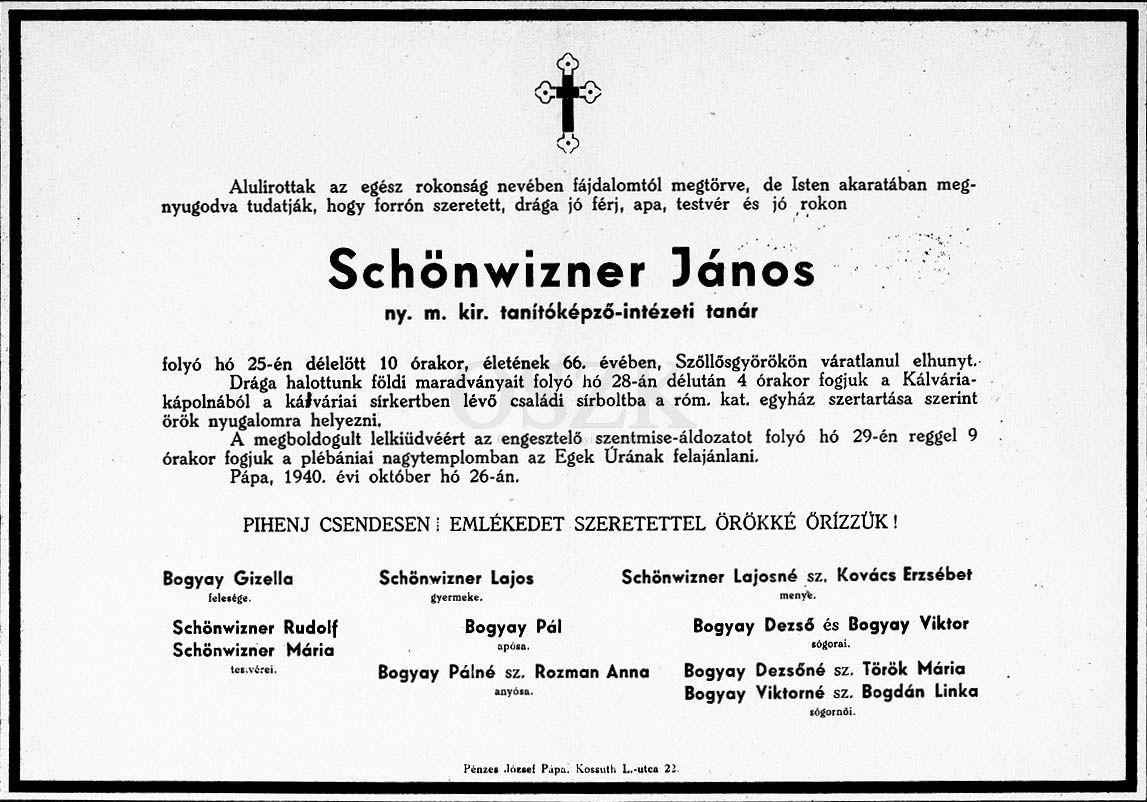 Alulirottak az egész rokonság nevében fájdalomtól megtörve, de Isten akaratában meg-
nyugodva tudatják, hogy forrón szeretett, drága jó férj, apa, testvér és jó rokon
Schönwizner János
ny. m. kir. tanítóképző-intézeti tanár
folyó hó 25-én délelött 10 órakor, életének 66. évében, Szőllősgyörökön váratlanul elhunyt.
Drága halottunk földi maradványait folyó hó 28-án délután 4 órakor fogjuk a Kálvária-
kápolnából a kálváriai sírkertben lévő családi sírboltba a róm. kat. egyház szertartása szerint
örök nyugalomra helyezni.
A megboldogult lelkiüdvéért az engesztelő szentmise-áldozatot folyó hó 29-én reggel 9
órakor fogjuk a plébániai nagytemplomban az Egek Úrának felajánlani.
Pápa, 1940. évi október hó 26-án.
OSZK
PIHENJ CSENDESEN! EMLÉKEDET SZERETETTEL ÖRÖKKÉ ŐRÍZZÜK!
Bogyay Gizella
felesége.
Schönwizner Lajos
gyermeke.
Schönwizner Lajosné sz. Kovács Erzsébet
menye.
Schönwizner Rudolf
Schönwizner Mária
testvérei.
Bogyay Pál
apósa.
Bogyay Pálné sz. Rozman Anna
anyósa.
Bogyay Dezső és Bogyay Viktor
sógorai.
Bogyay Dezsőné sz. Török Mária
Bogyay Viktorné sz. Bogdán Linka
sógornői.
Pénzes József Pápa, Kossuth L.-utca 22.